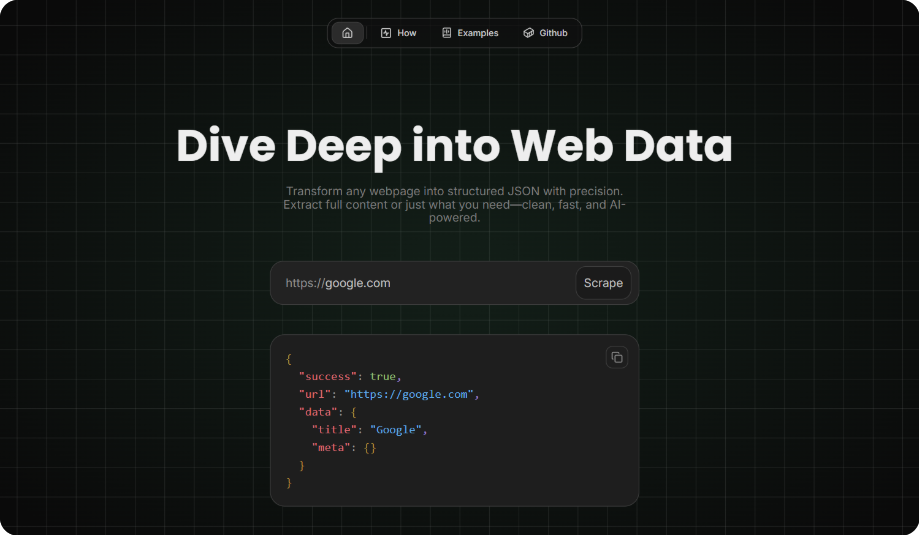 How
Examples
Github
Dive Deep into Web Data
Transform any webpage into structured JSON with precision.
Extract full content or just what you need—clean, fast, and AI-
powered.
https://google.com
Scrape
{
"success": true,
"url": "https://google.com",
"data": {
"title": "Google",
"meta": {}
}
}